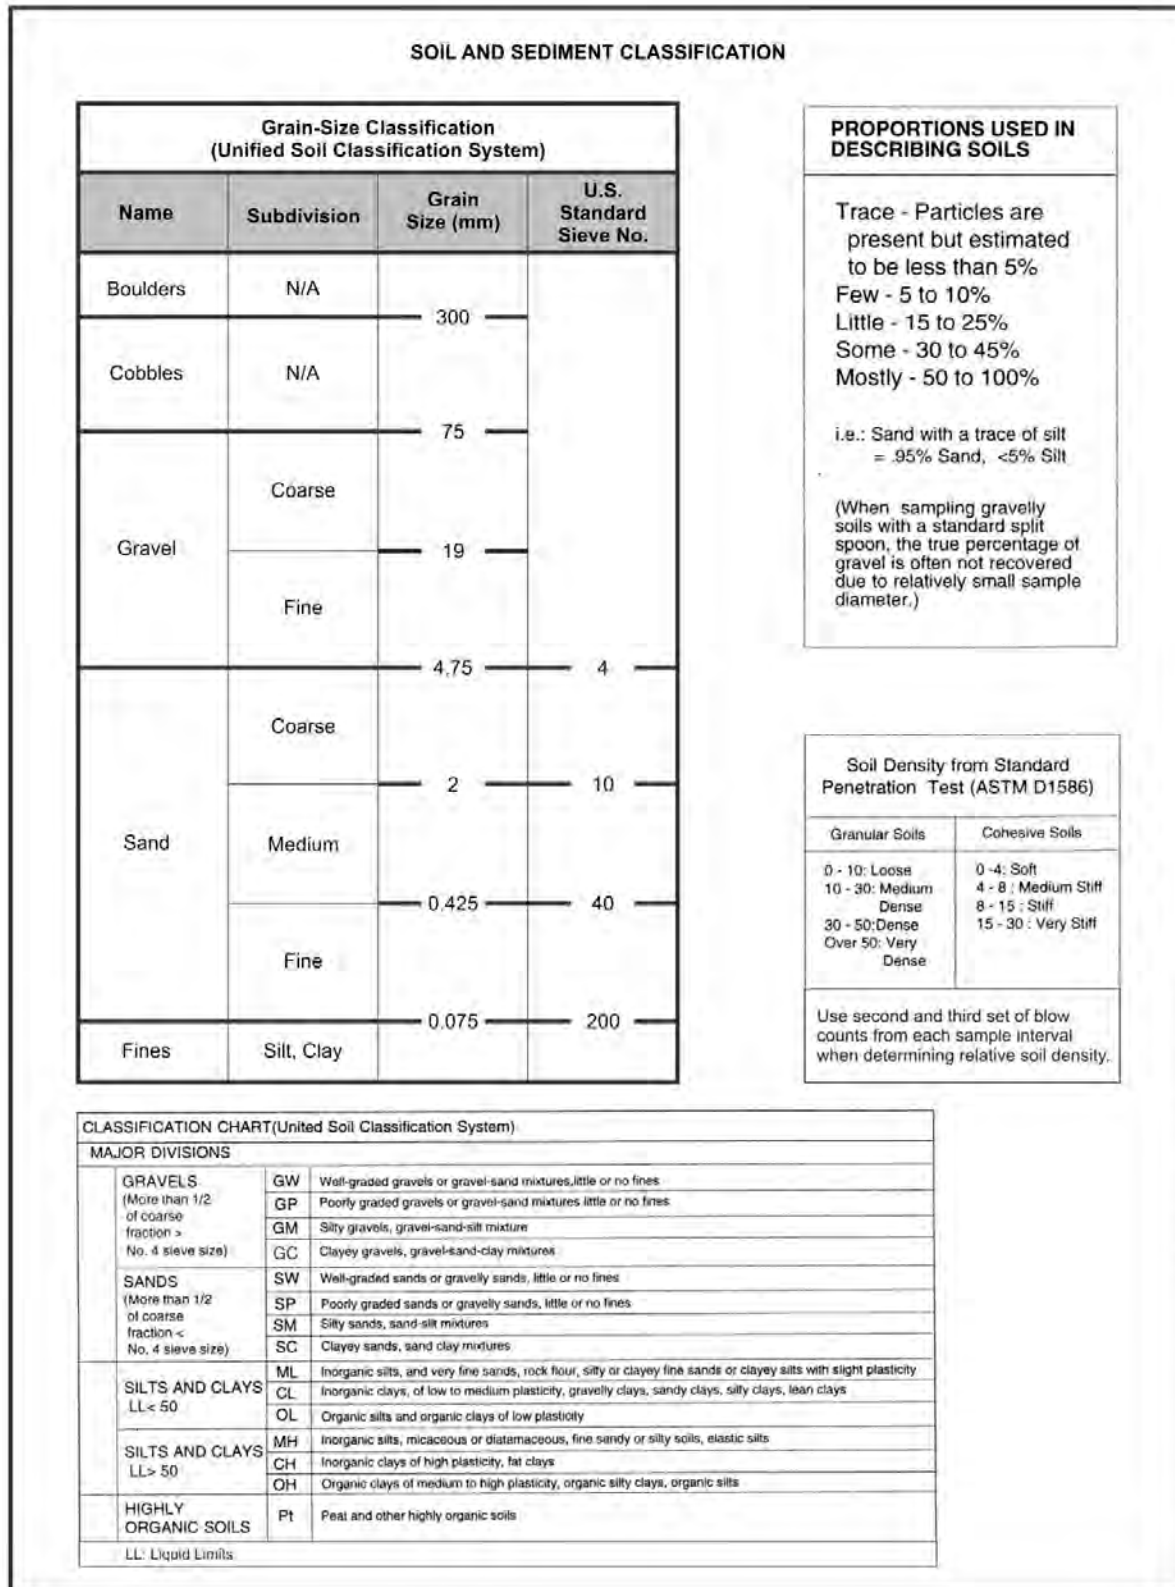 SOIL AND SEDIMENT CLASSIFICATION
Grain-Size Classification
(Unified Soil Classification System)
Name
Subdivision
Grain
Size (mm)
U.S.
Standard
Sieve No.
Boulders
N/A
300
Cobbles
N/A
75
Gravel
Coarse
19
Fine
4.75
4
Sand
Coarse
2
10
Medium
0.425
40
Fine
0.075
200
Fines
Silt, Clay
PROPORTIONS USED IN
DESCRIBING SOILS
Trace - Particles are
present but estimated
to be less than 5%
Few - 5 to 10%
Little - 15 to 25%
Some - 30 to 45%
Mostly - 50 to 100%
i.e.: Sand with a trace of silt
= .95% Sand, <5% Silt
(When sampling gravelly
soils with a standard split
spoon, the true percentage of
gravel is often not recovered
due to relatively small sample
diameter.)
Soil Density from Standard
Penetration Test (ASTM D1586)
Granular Soils
0 - 10: Loose
10 - 30: Medium
Dense
30 - 50:Dense
Over 50: Very
Dense
Cohesive Soils
0 -4: Soft
4 - 8 : Medium Stiff
8 - 15 : Stiff
15 - 30 : Very Stiff
Use second and third set of blow
counts from each sample interval
when determining relative soil density.
CLASSIFICATION CHART(United Soil Classification System)
MAJOR DIVISIONS
GRAVELS
(More than 1/2
of coarse
fraction >
No. 4 sieve size)
GW Well-graded gravels or gravel-sand mixtures,little or no fines
GP Poorly graded gravels or gravel-sand mixtures little or no fines
GM Silty gravels, gravel-sand-silt mixture
GC Clayey gravels, gravel-sand-clay mixtures
SANDS
(More than 1/2
of coarse
fraction <
No. 4 sieve size)
SW Well-graded sands or gravelly sands, little or no fines
SP Poorly graded sands or gravelly sands, little or no fines
SM Silty sands, sand-silt mixtures
SC Clayey sands, sand clay mixtures
SILTS AND CLAYS
LL< 50
ML Inorganic silts, and very fine sands, rock flour, silty or clayey fine sands or clayey silts with slight plasticity
CL Inorganic clays, of low to medium plasticity, gravelly clays, sandy clays, silty clays, lean clays
OL Organic silts and organic clays of low plasticity
SILTS AND CLAYS
LL> 50
MH Inorganic silts, micaceous or diatamaceous, fine sandy or silty soils, elastic silts
CH Inorganic clays of high plasticity, fat clays
OH Organic clays of medium to high plasticity, organic silty clays, organic silts
HIGHLY
ORGANIC SOILS
Pt Peat and other highly organic soils
LL: Liquid Limits